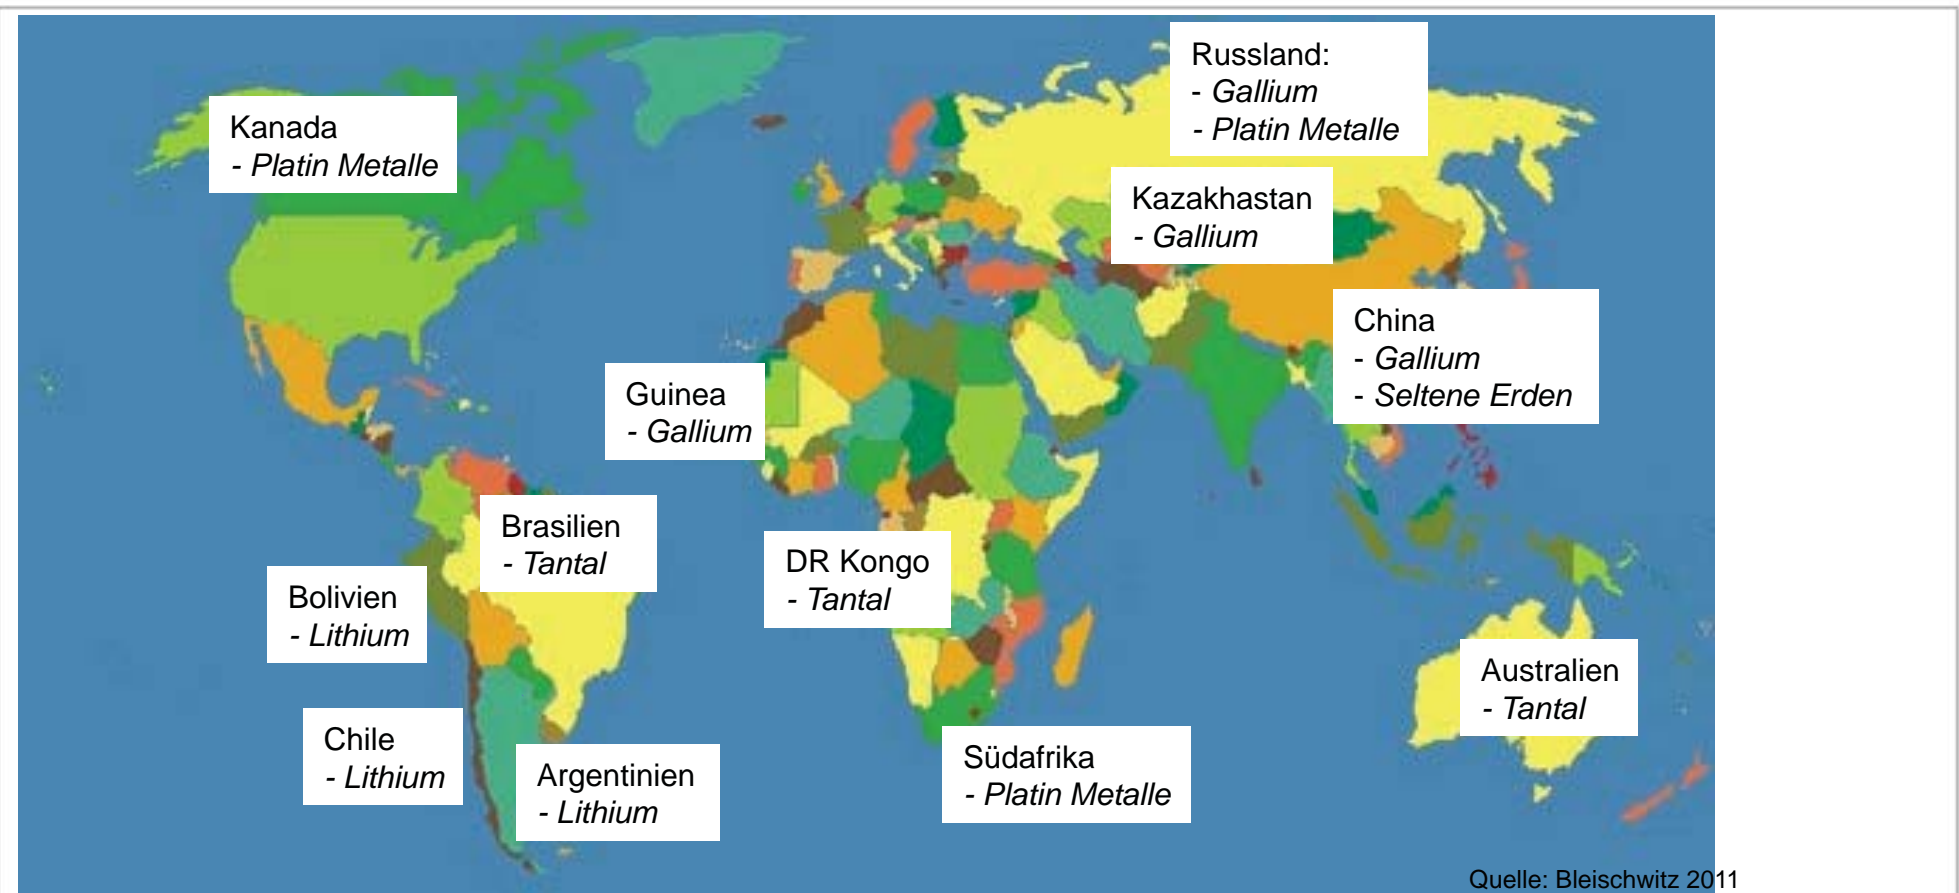 Russland:
- Gallium
- Platin Metalle
Kanada
- Platin Metalle
Kazakhastan
- Gallium
China
- Gallium
- Seltene Erden
Guinea
- Gallium
Brasilien
- Tantal
DR Kongo
- Tantal
Bolivien
- Lithium
Australien
- Tantal
Chile
- Lithium
Argentinien
- Lithium
Südafrika
- Platin Metalle
Quelle: Bleischwitz 2011